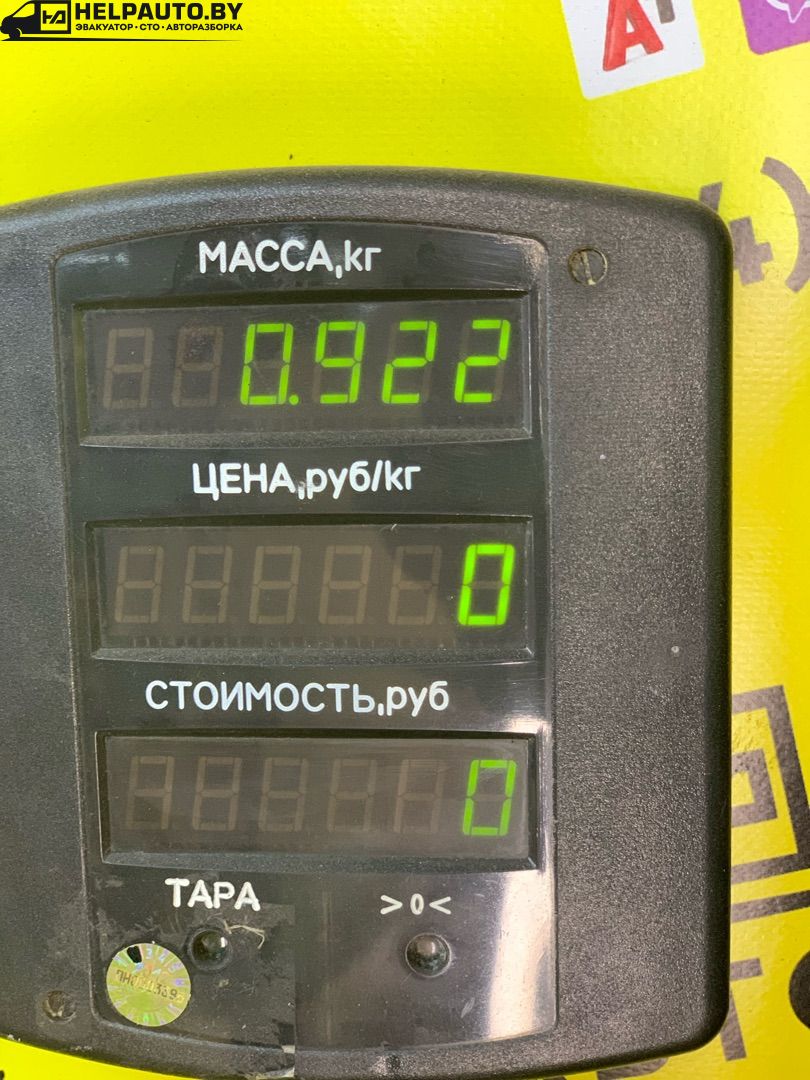 HELPAUTO.BY
ЭВАКУАТОР • СТО • АВТОРАЗБОРКА
МАССА,кг
0.922
ЦЕНА,руб/кг
0
СТОИМОСТЬ,руб
0
ТАРА
>0<